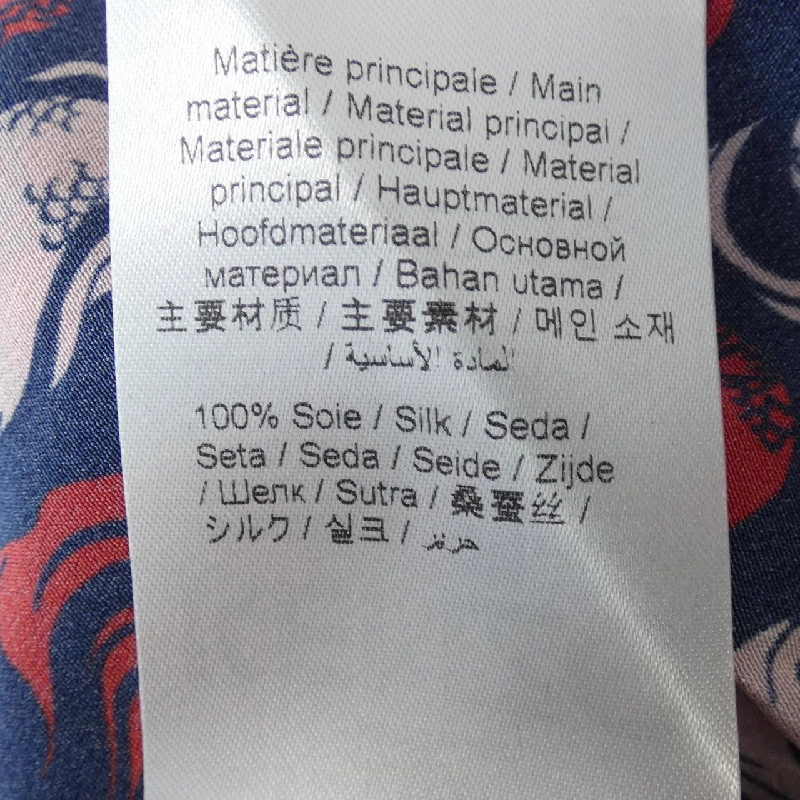 Matière principale / Main
material / Material principal /
Materiale principale / Material
principal / Hauptmaterial /
Hoofdmateriaal / Основной
материал / Bahan utama /
主要材质 / 主要素材 / 메인 소재
/ المادة الأساسية
100% Soie / Silk / Seda /
Seta / Seda / Seide / Zijde
/ Шелк / Sutra / 桑蚕丝 /
シルク / 실크 / حرير